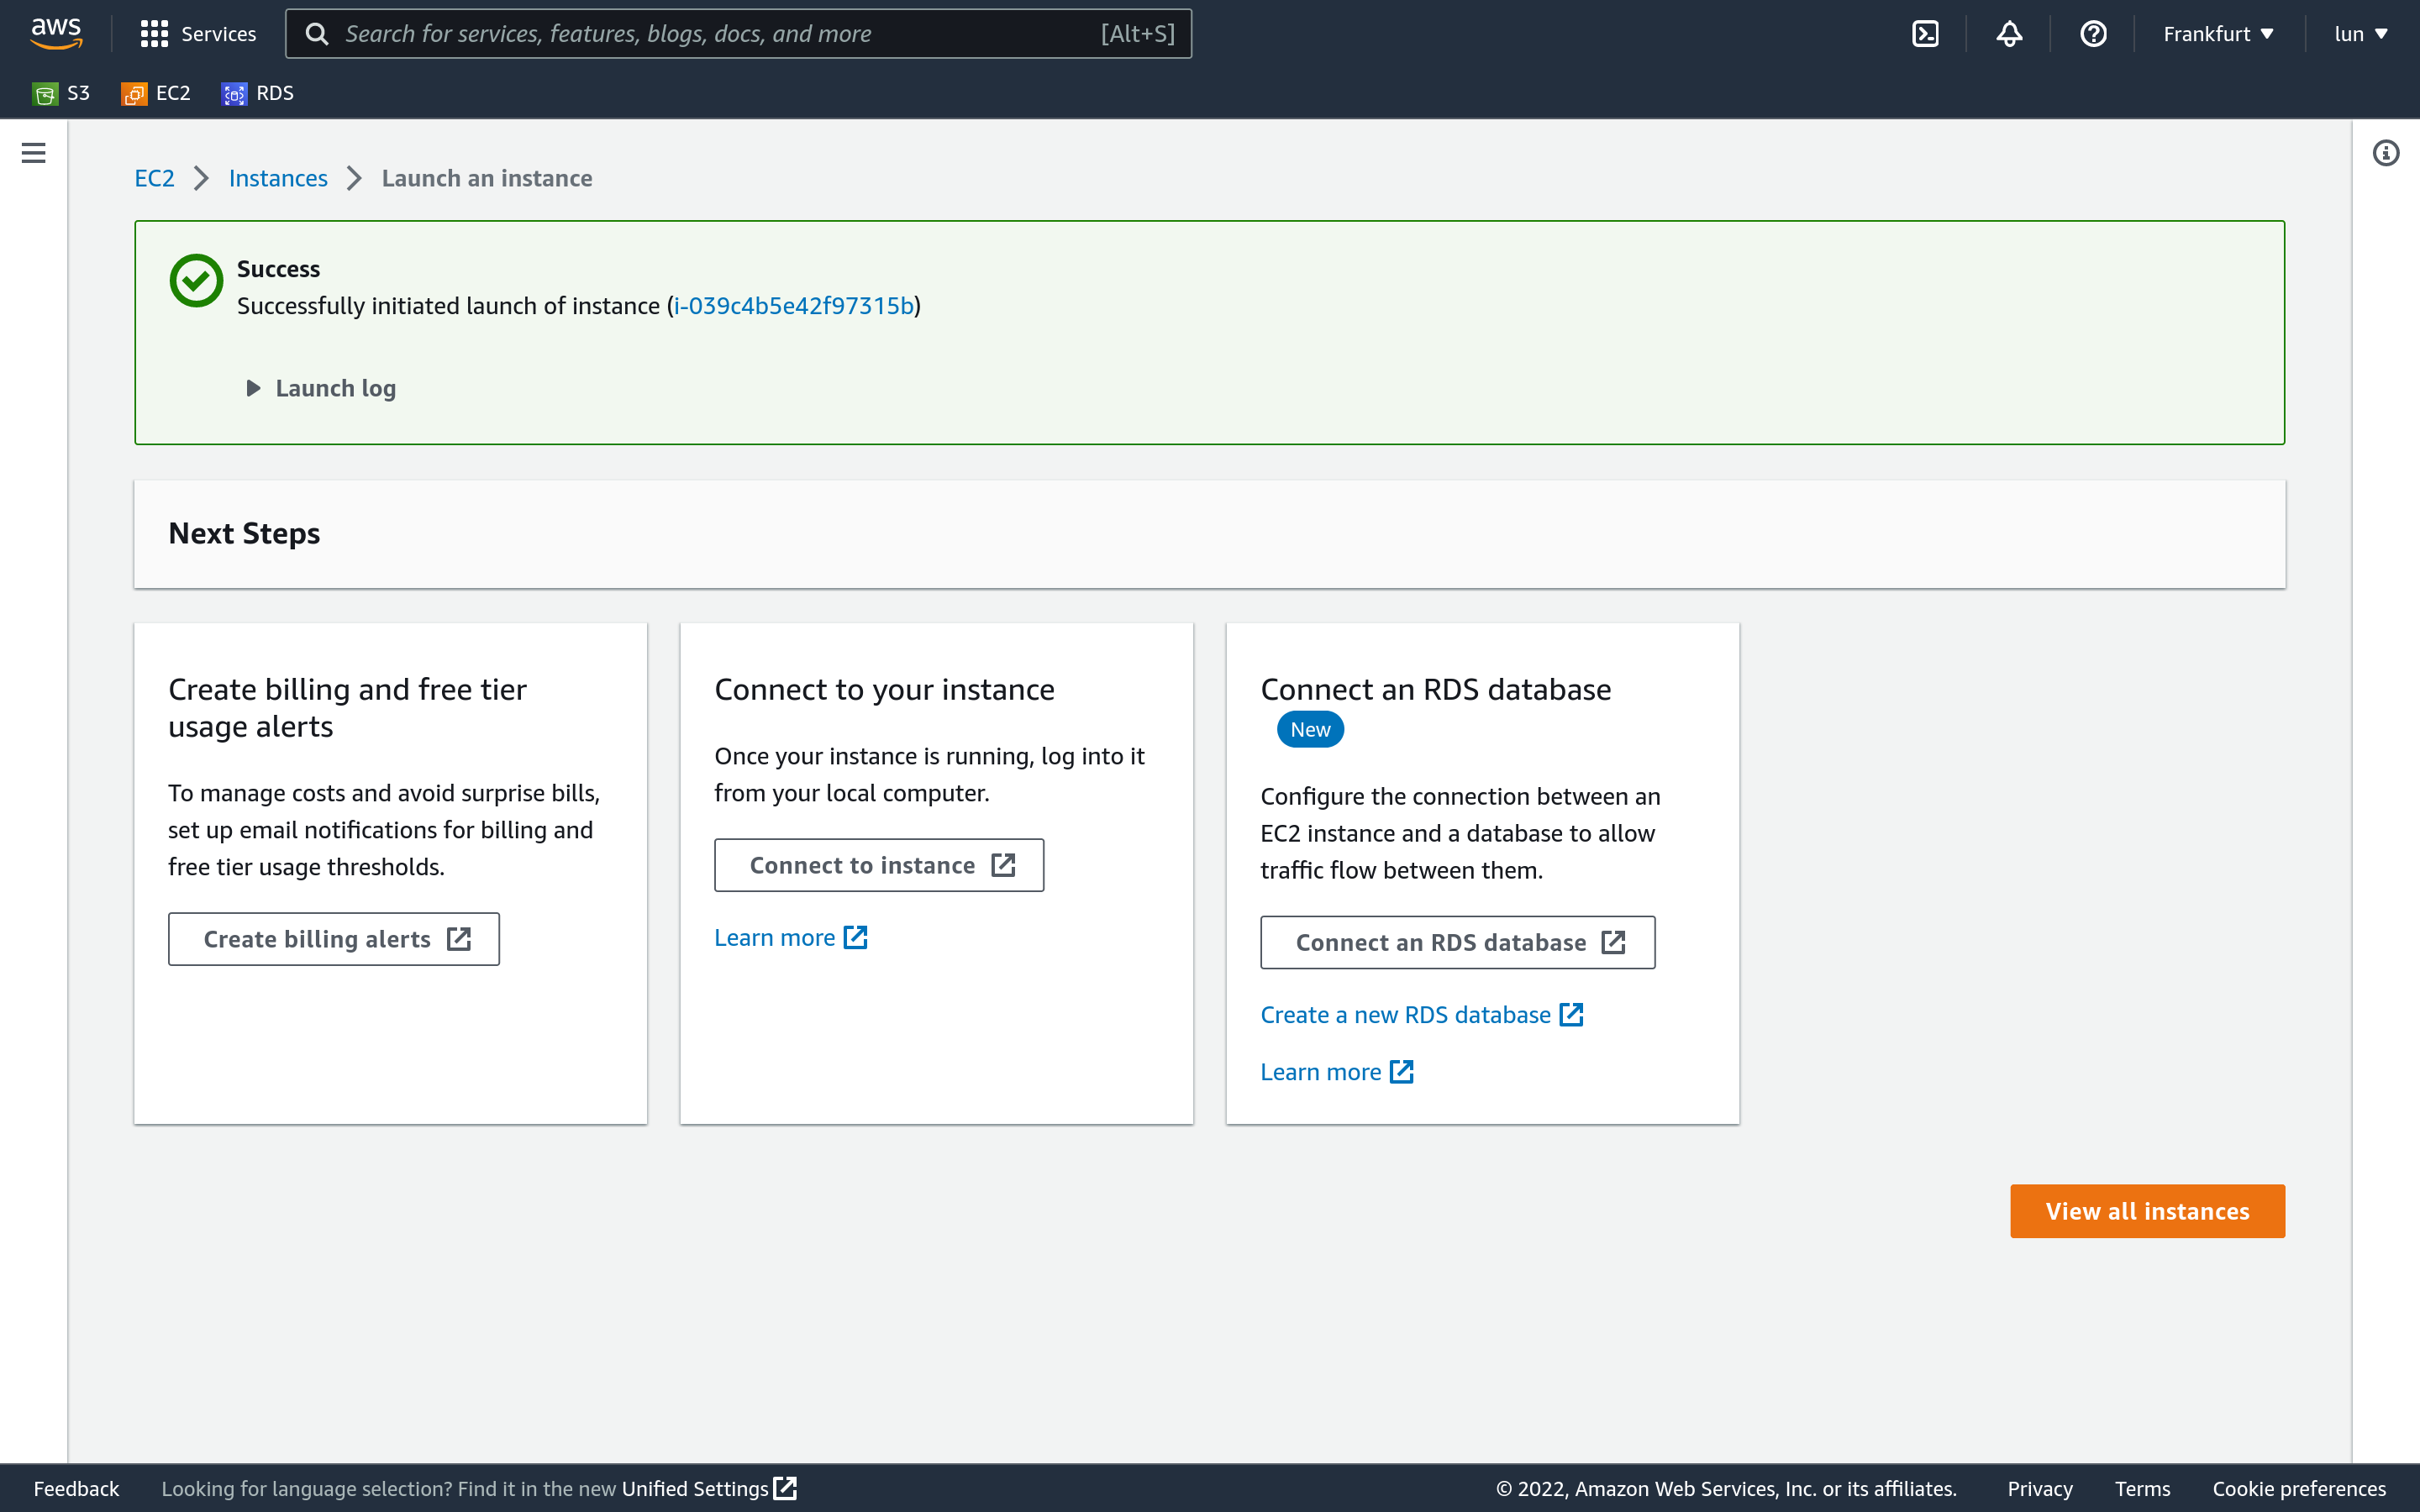 aws
Services
Search for services, features, blogs, docs, and more
[Alt+S]
Frankfurt
lun
S3
EC2
RDS
EC2
Instances
Launch an instance
Success
Successfully initiated launch of instance (i-039c4b5e42f97315b)
Launch log
Next Steps
Create billing and free tier
usage alerts
To manage costs and avoid surprise bills,
set up email notifications for billing and
free tier usage thresholds.
Create billing alerts
Connect to your instance
Once your instance is running, log into it
from your local computer.
Connect to instance
Learn more
Connect an RDS database
New
Configure the connection between an
EC2 instance and a database to allow
traffic flow between them.
Connect an RDS database
Create a new RDS database
Learn more
View all instances
Feedback
Looking for language selection? Find it in the new Unified Settings
© 2022, Amazon Web Services, Inc. or its affiliates.
Privacy
Terms
Cookie preferences